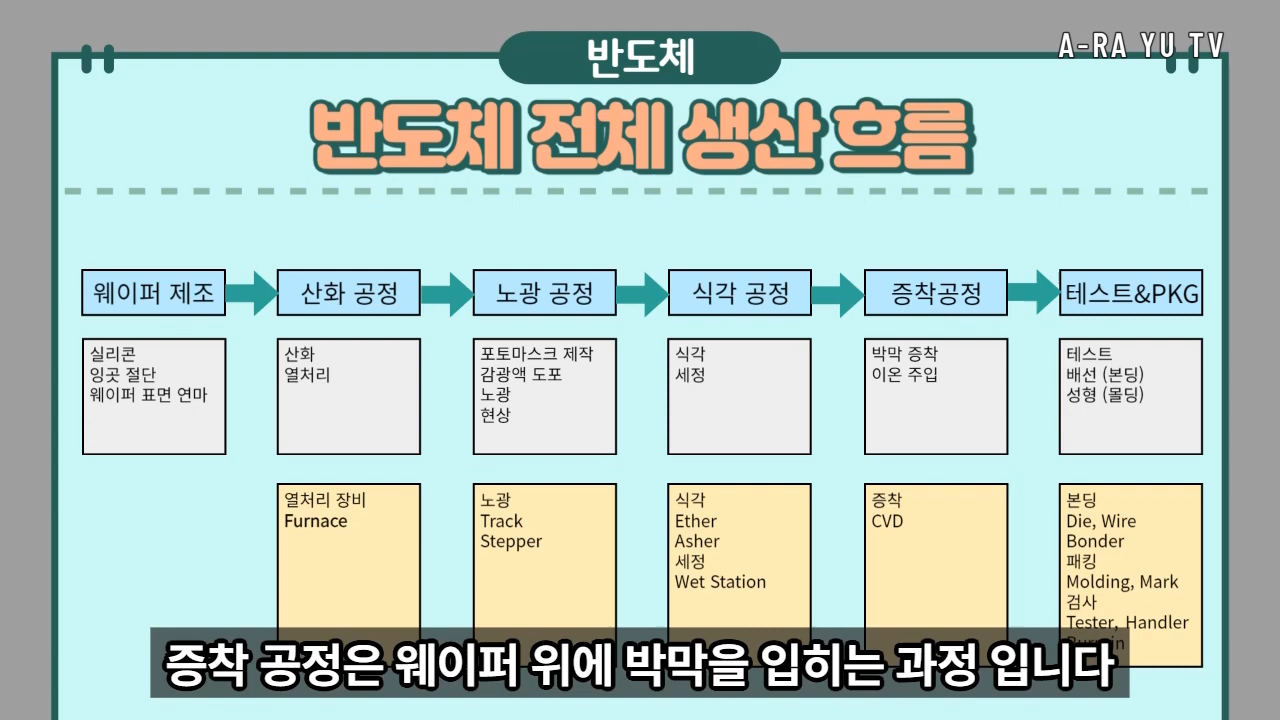 반도체
A-RA YU TV
반도체 전체 생산 흐름
웨이퍼 제조
산화 공정
노광 공정
식각 공정
증착공정
테스트&PKG
실리콘
잉곳 절단
웨이퍼 표면 연마
산화
열처리
포토마스크 제작
감광액 도포
노광
현상
식각
세정
박막 증착
이온 주입
테스트
배선 (본딩)
성형 (몰딩)
열처리 장비
Furnace
노광
Track
Stepper
식각
Ether
Asher
세정
Wet Station
증착
CVD
본딩
Die, Wire
Bonder
패킹
Molding, Mark
검사
Tester, Handler
증착 공정은 웨이퍼 위에 박막을 입히는 과정 입니다